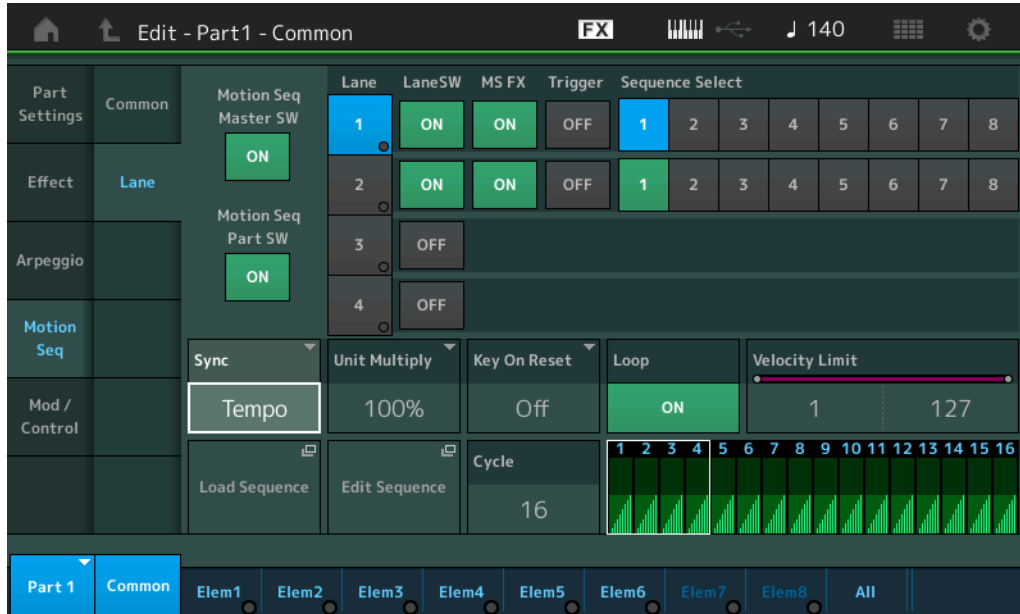 Edit - Part1 - Common
FX
♩ 140
Part Settings
Common
Effect
Lane
Arpeggio
Motion Seq
Mod / Control
Motion Seq Master SW
ON
Motion Seq Part SW
ON
Lane LaneSW MS FX Trigger Sequence Select
1 ON ON OFF 1 2 3 4 5 6 7 8
2 ON ON OFF 1 2 3 4 5 6 7 8
3 OFF
4 OFF
Sync Unit Multiply Key On Reset Loop Velocity Limit
Tempo 100% Off ON 1 127
Load Sequence Edit Sequence Cycle
16
1 2 3 4 5 6 7 8 9 10 11 12 13 14 15 16
Part 1 Common Elem1 Elem2 Elem3 Elem4 Elem5 Elem6 Elem7 Elem8 All